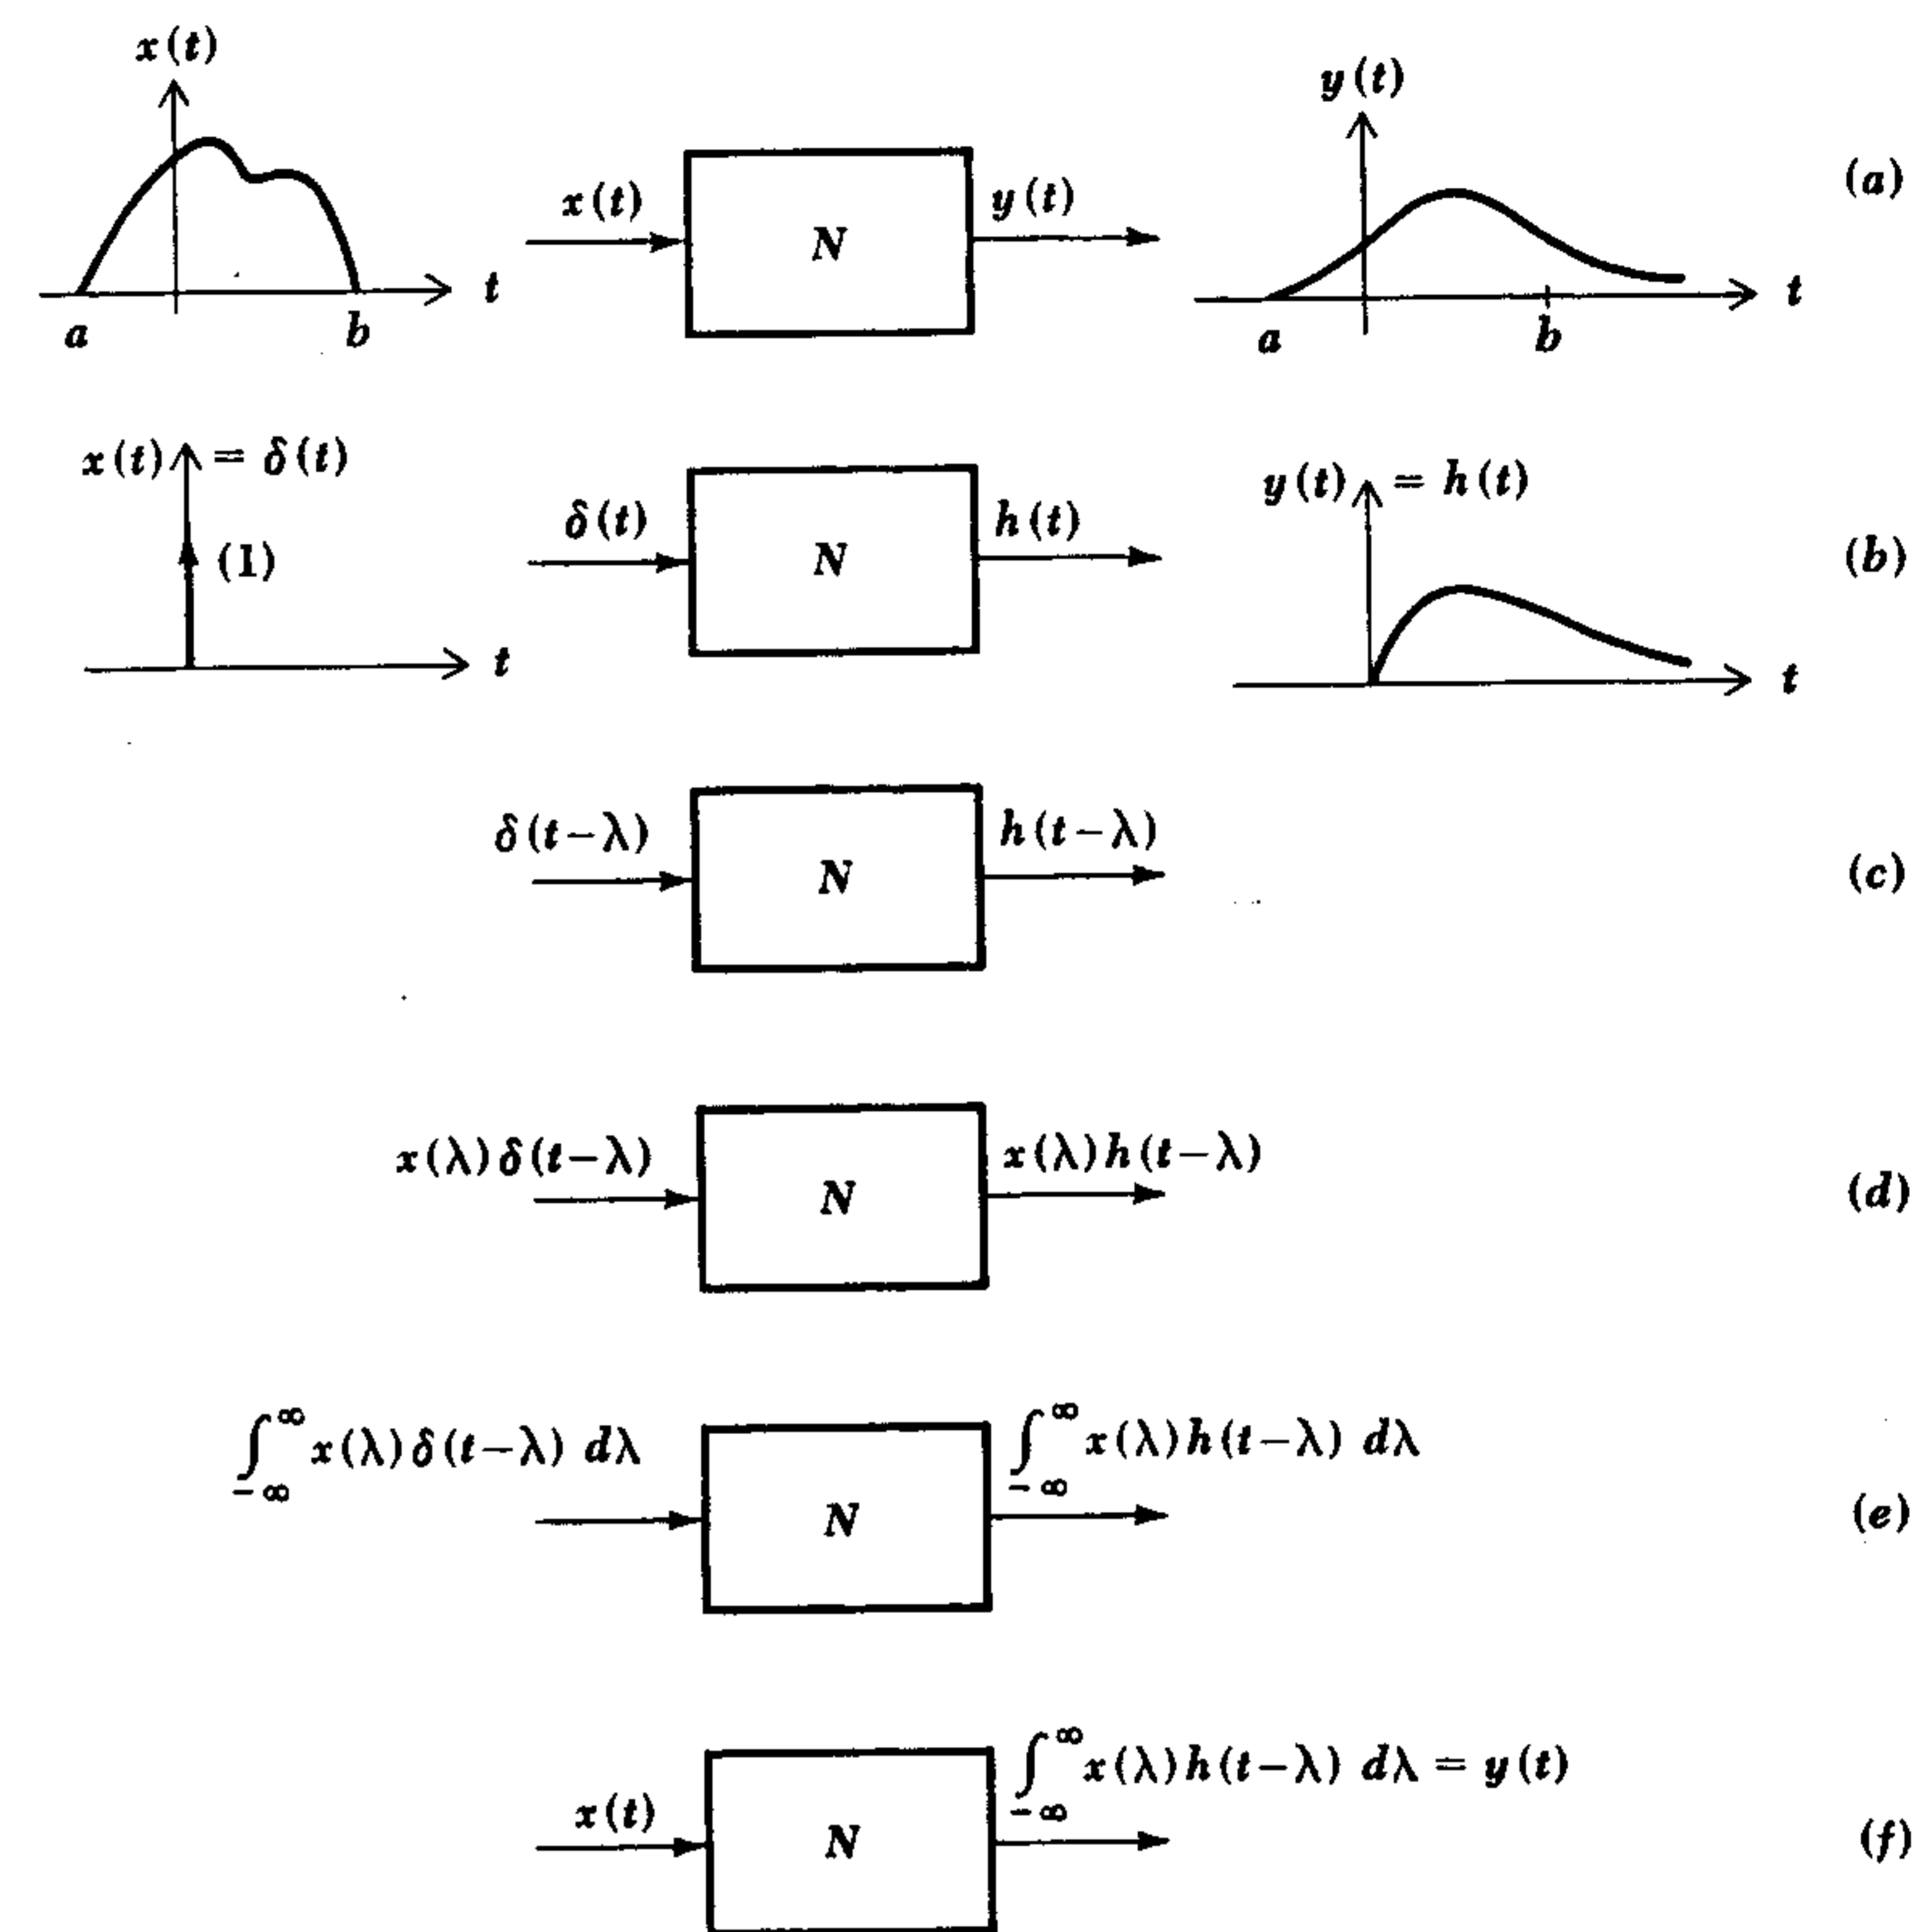 x(t)
y(t)
x(t) N y(t) (a)
t t
a b a b
x(t) = δ(t) y(t) = h(t)
δ(t) N h(t) (b)
(1)
t t
δ(t−λ) N h(t−λ) (c)
x(λ)δ(t−λ) N x(λ)h(t−λ) (d)
∫_{−∞}^{∞} x(λ)δ(t−λ) dλ N ∫_{−∞}^{∞} x(λ)h(t−λ) dλ (e)
x(t) N ∫_{−∞}^{∞} x(λ)h(t−λ) dλ = y(t) (f)